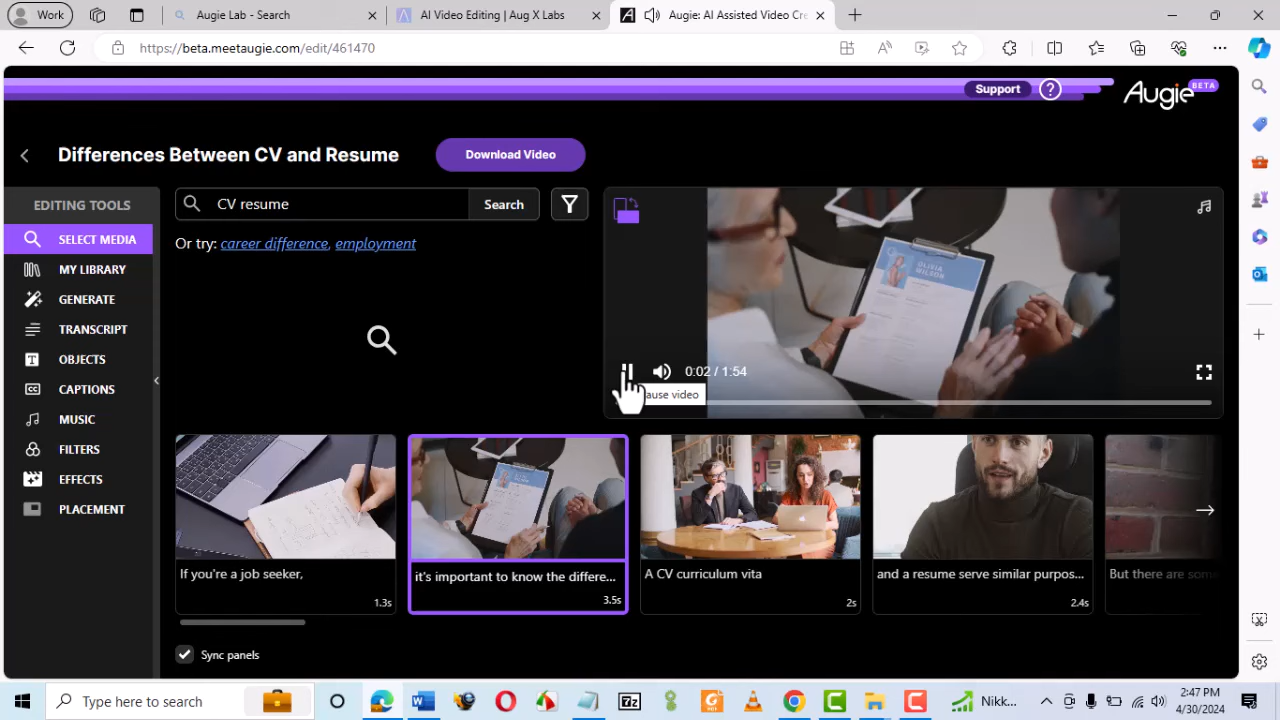 Augie Lab - Search
AI Video Editing | Aug X Labs
Augie: AI Assisted Video Cre
https://beta.meetaugie.com/edit/461470
Support
?
Augie BETA
Differences Between CV and Resume
Download Video
EDITING TOOLS
SELECT MEDIA
MY LIBRARY
GENERATE
TRANSCRIPT
OBJECTS
CAPTIONS
MUSIC
FILTERS
EFFECTS
PLACEMENT
CV resume
Search
Or try: career difference, employment
OLIVIA
WILSON
0:02 / 1:54
ause video
If you're a job seeker,
1.3s
it's important to know the differe...
3.5s
A CV curriculum vita
2s
and a resume serve similar purpos...
2.4s
But there are some
Sync panels
Type here to search
Nikk...
2:47 PM
4/30/2024